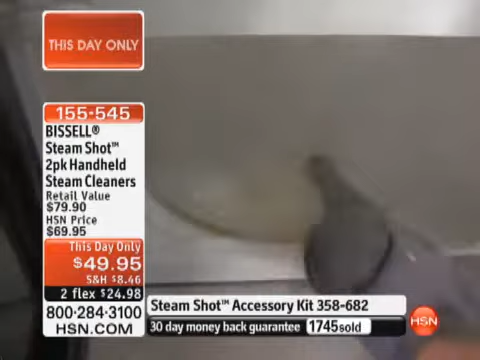 THIS DAY ONLY
155•545
BISSELL®
Steam Shot™
2pk Handheld
Steam Cleaners
Retail Value
$79.90
HSN Price
$69.95
This Day Only
$49.95
S&H $8.46
2 flex $24.98
800•284•3100
HSN.COM
Steam Shot™ Accessory Kit 358-682
30 day money back guarantee 1745 sold
HSN